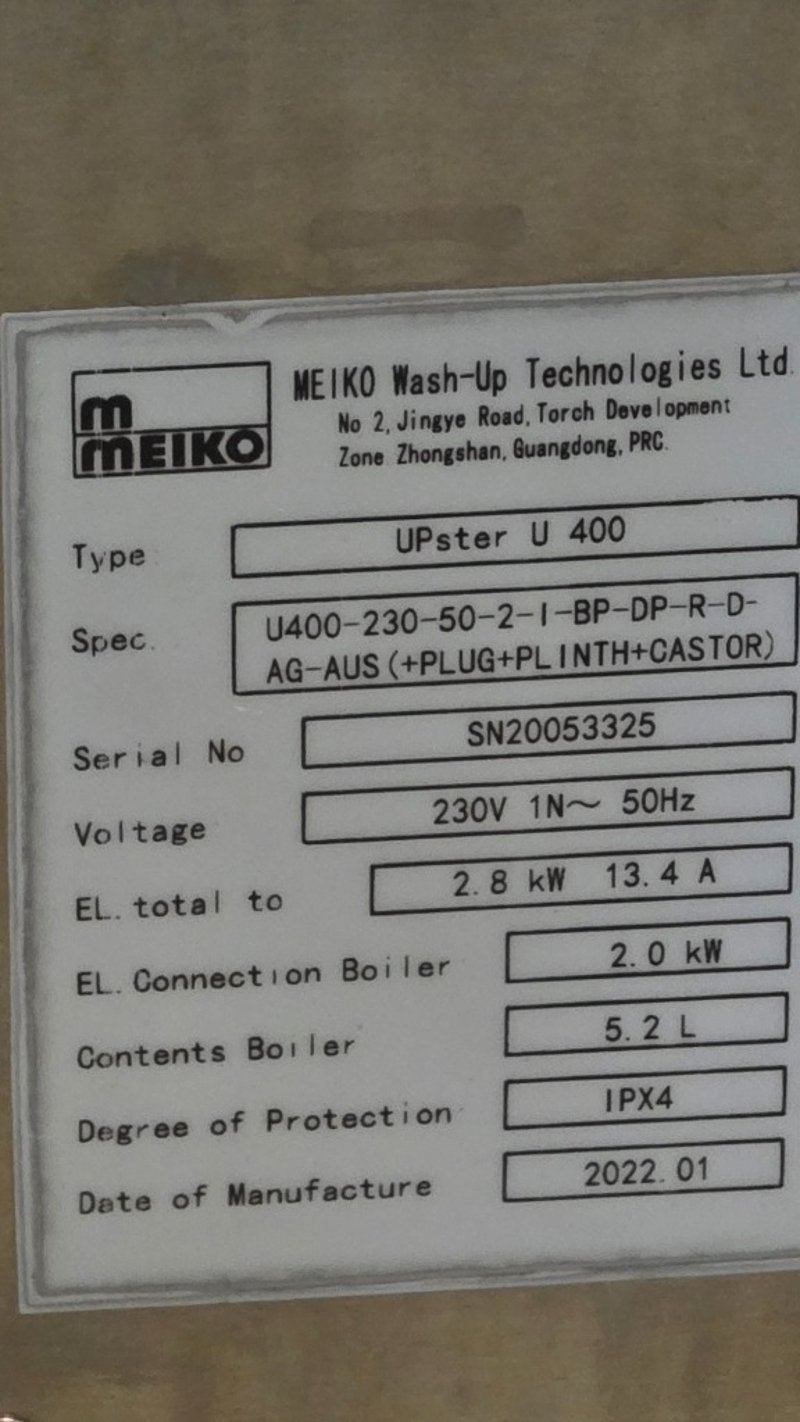 m
MEIKO
MEIKO Wash-Up Technologies Ltd.
No 2, Jingye Road, Torch Development
Zone Zhongshan, Guangdong, PRC.
Type UPster U 400
Spec. U400-230-50-2-I-BP-DP-R-D-
AG-AUS(+PLUG+PLINTH+CASTOR)
Serial No SN20053325
Voltage 230V 1N~ 50Hz
EL. total to 2.8 kW 13.4 A
EL. Connection Boiler 2.0 kW
Contents Boiler 5.2 L
Degree of Protection IPX4
Date of Manufacture 2022.01